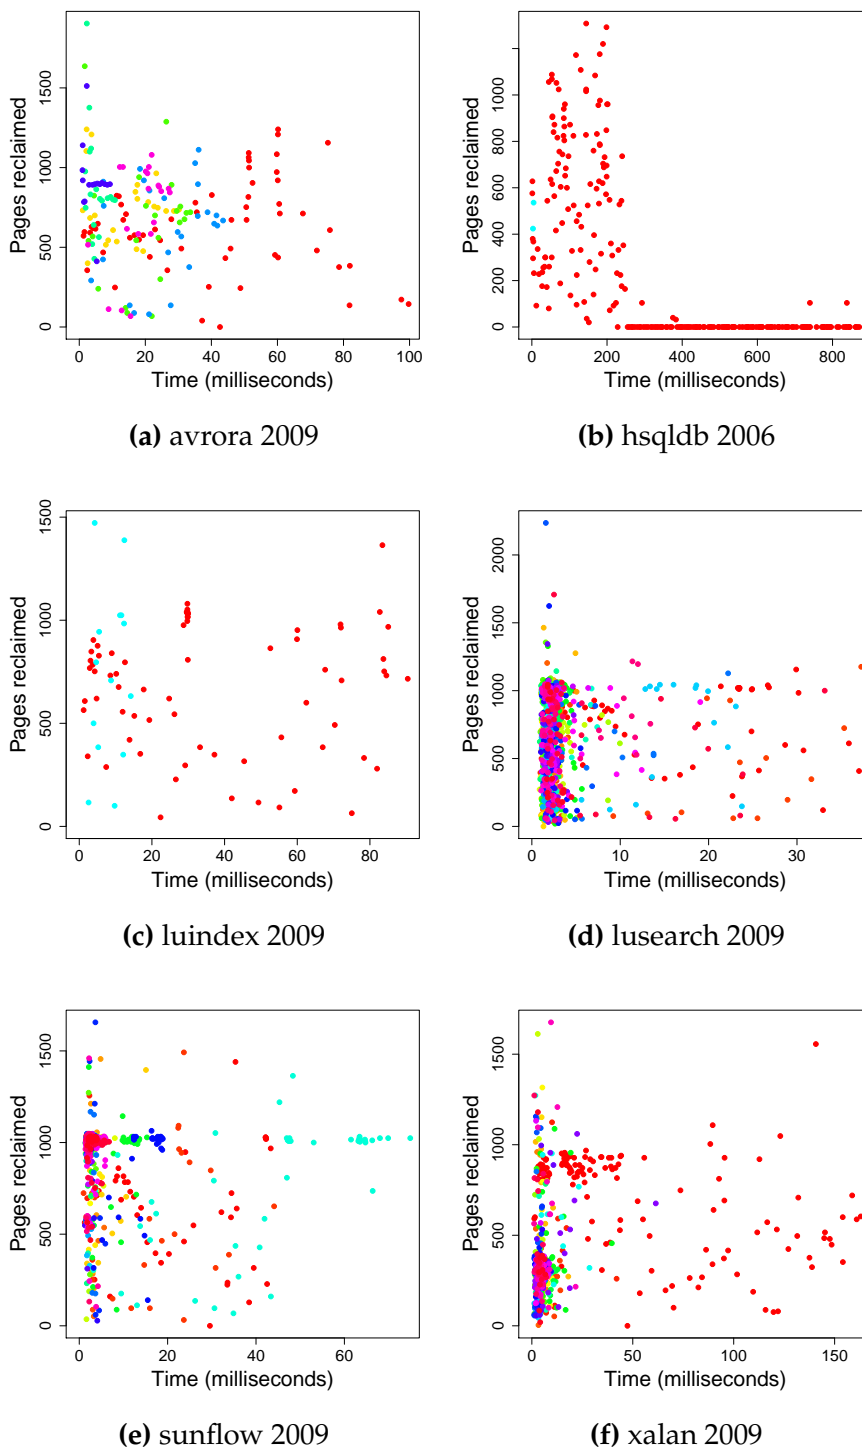 Pages reclaimed
0 500 1000 1500
0 20 40 60 80 100
Time (milliseconds)
(a) avrora 2009
Pages reclaimed
0 200 400 600 800 1000
0 200 400 600 800
Time (milliseconds)
(b) hsqldb 2006
Pages reclaimed
0 500 1000 1500
0 20 40 60 80
Time (milliseconds)
(c) luindex 2009
Pages reclaimed
0 500 1000 1500 2000
0 10 20 30
Time (milliseconds)
(d) lusearch 2009
Pages reclaimed
0 500 1000 1500
0 20 40 60
Time (milliseconds)
(e) sunflow 2009
Pages reclaimed
0 500 1000 1500
0 50 100 150
Time (milliseconds)
(f) xalan 2009